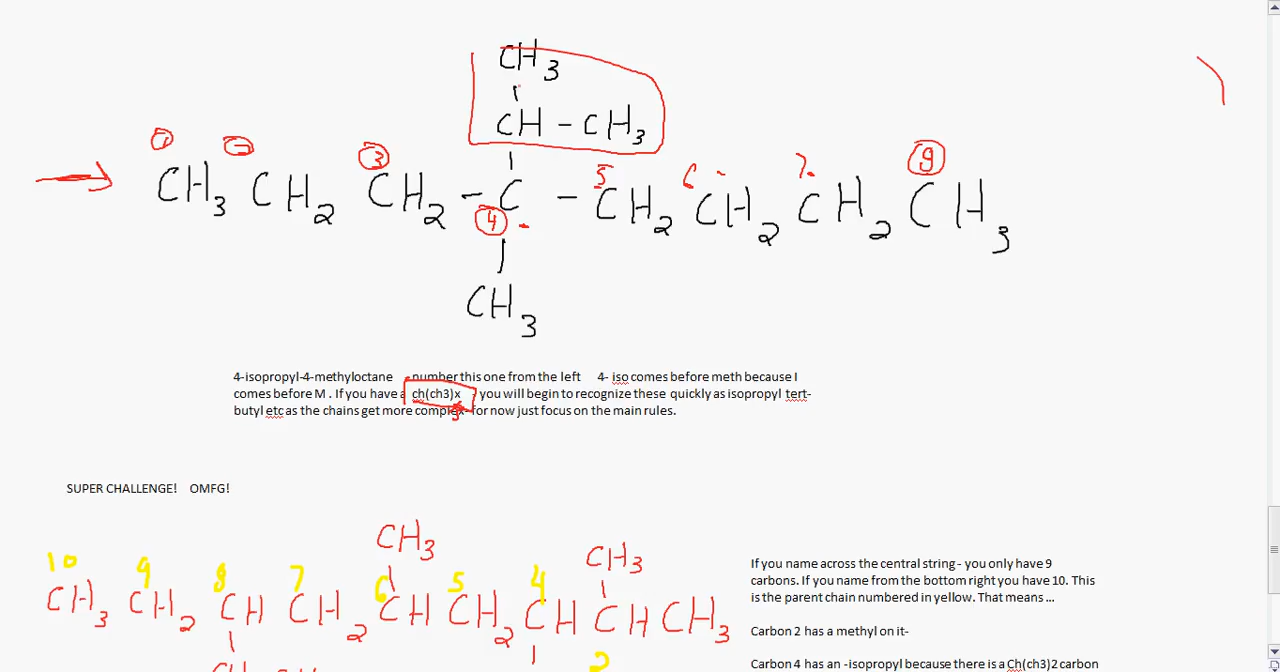 CH3
CH - CH3
1 2 3 5 6 7 8
CH3 CH2 CH2 - C - CH2 CH2 CH2 CH3
4
CH3
4-isopropyl-4-methyloctane number this one from the left 4- iso comes before meth because I
comes before M . If you have a ch(ch3)x you will begin to recognize these quickly as isopropyl tert-
butyl etc as the chains get more complex- for now just focus on the main rules.
SUPER CHALLENGE! OMFG!
CH3 CH3
10 9 8 7 6 5 4
CH3 CH2 CH CH2 CH CH2 CH CH CH3
2
If you name across the central string - you only have 9
carbons. If you name from the bottom right you have 10. This
is the parent chain numbered in yellow. That means ...
Carbon 2 has a methyl on it-
Carbon 4 has an -isopropyl because there is a Ch(ch3)2 carbon